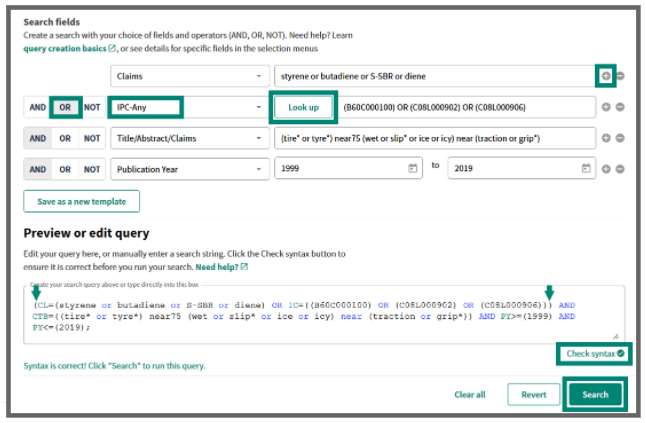 Search fields
Create a search with your choice of fields and operators (AND, OR, NOT). Need help? Learn
query creation basics, or see details for specific fields in the selection menus
Claims styrene or butadiene or S-SBR or diene
AND OR NOT IPC-Any Look up (B60C000100) OR (C08L000902) OR (C08L000906)
AND OR NOT Title/Abstract/Claims (tire* or tyre*) near75 (wet or slip* or ice or icy) near (traction or grip*)
AND OR NOT Publication Year 1999 to 2019
Save as a new template
Preview or edit query
Edit your query here, or manually enter a search string. Click the Check syntax button to
ensure it is correct before you run your search. Need help?
Create your search query above or type directly into this box
(CL=(styrene or butadiene or S-SBR or diene) OR IC=((B60C000100) OR (C08L000902) OR (C08L000906))) AND
CTB=((tire* or tyre*) near75 (wet or slip* or ice or icy) near (traction or grip*)) AND PY>=(1999) AND
PY<=(2019);
Check syntax
Syntax is correct! Click "Search" to run this query.
Clear all Revert Search